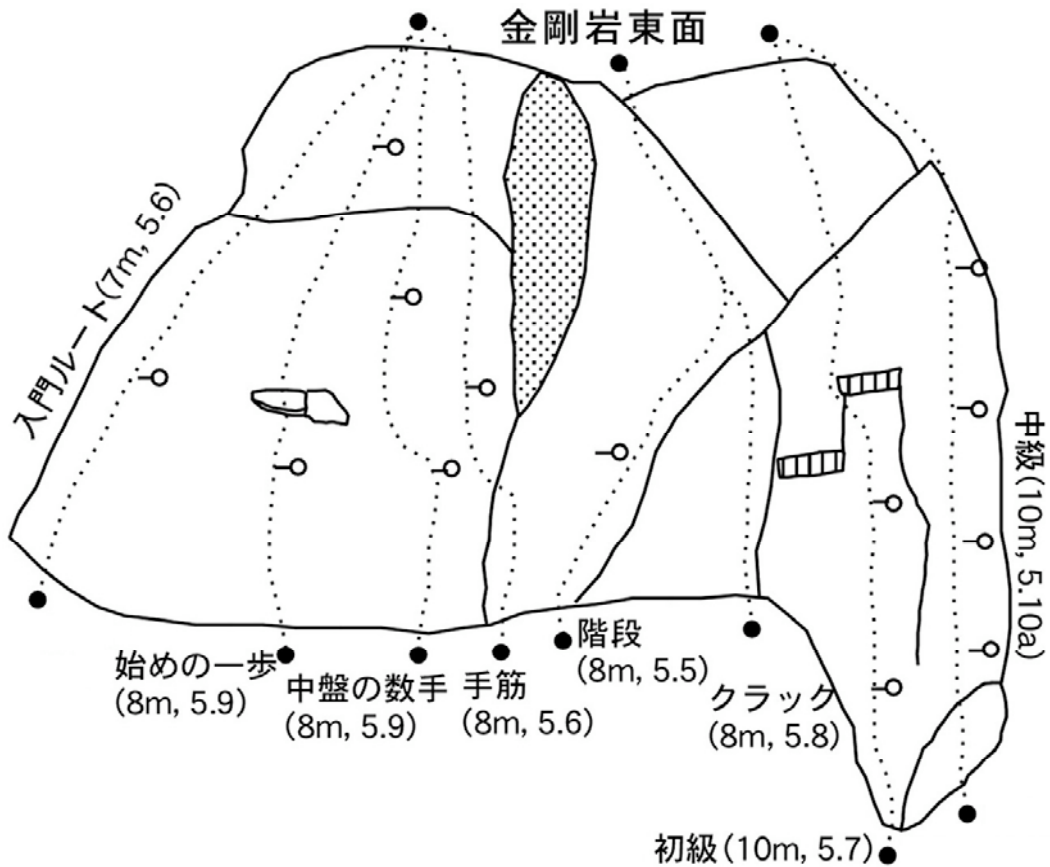 金剛岩東面
入門ルート(7m, 5.6)
始めの一歩
(8m, 5.9)
中盤の数手
(8m, 5.9)
手筋
(8m, 5.6)
階段
(8m, 5.5)
クラック
(8m, 5.8)
初級(10m, 5.7)
中級(10m, 5.10a)